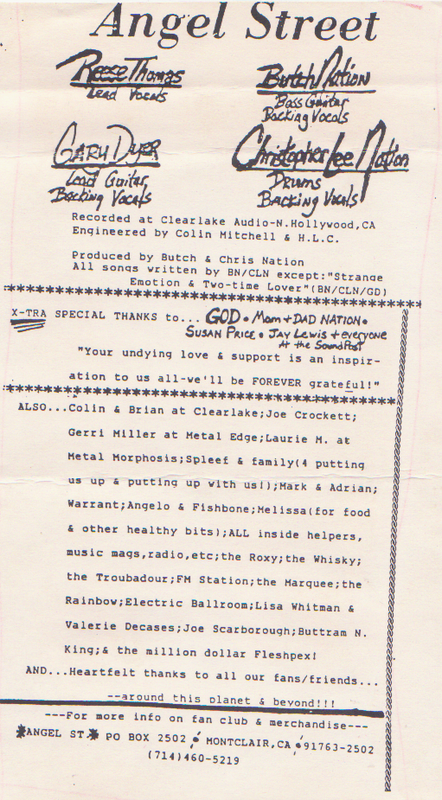 Angel Street
Reese Thomas
Lead Vocals
Butch Nation
Bass Guitar
Backing Vocals
Gary Dyer
Lead Guitar
Backing Vocals
Christopher Lee Nation
Drums
Backing Vocals
Recorded at Clearlake Audio-N.Hollywood,CA
Engineered by Colin Mitchell & H.L.C.
Produced by Butch & Chris Nation
All songs written by BN/CLN except:"Strange
Emotion & Two-time Lover"(BN/CLN/GD)
****************************************************
X-TRA SPECIAL THANKS to... GOD • Mom + DAD NATION •
SUSAN PRICE • JAY Lewis + everyone
At the SoundPost
"Your undying love & support is an inspir-
ation to us all-we'll be FOREVER grateful!"
****************************************************
ALSO...Colin & Brian at Clearlake;Joe Crockett;
Gerri Miller at Metal Edge;Laurie M. at
Metal Morphosis;Spleef & family(4 putting
us up & putting up with us!);Mark & Adrian;
Warrant;Angelo & Fishbone;Melissa(for food
& other healthy bits);ALL inside helpers,
music mags,radio,etc;the Roxy;the Whisky;
the Troubadour;FM Station;the Marquee;the
Rainbow;Electric Ballroom;Lisa Whitman &
Valerie Decases;Joe Scarborough;Buttram N.
King;& the million dollar Fleshpex!
AND...Heartfelt thanks to all our fans/friends...
--around this planet & beyond!!!
---For more info on fan club & merchandise---
*ANGEL ST.* PO BOX 2502 • MONTCLAIR,CA •91763-2502
(714)460-5219